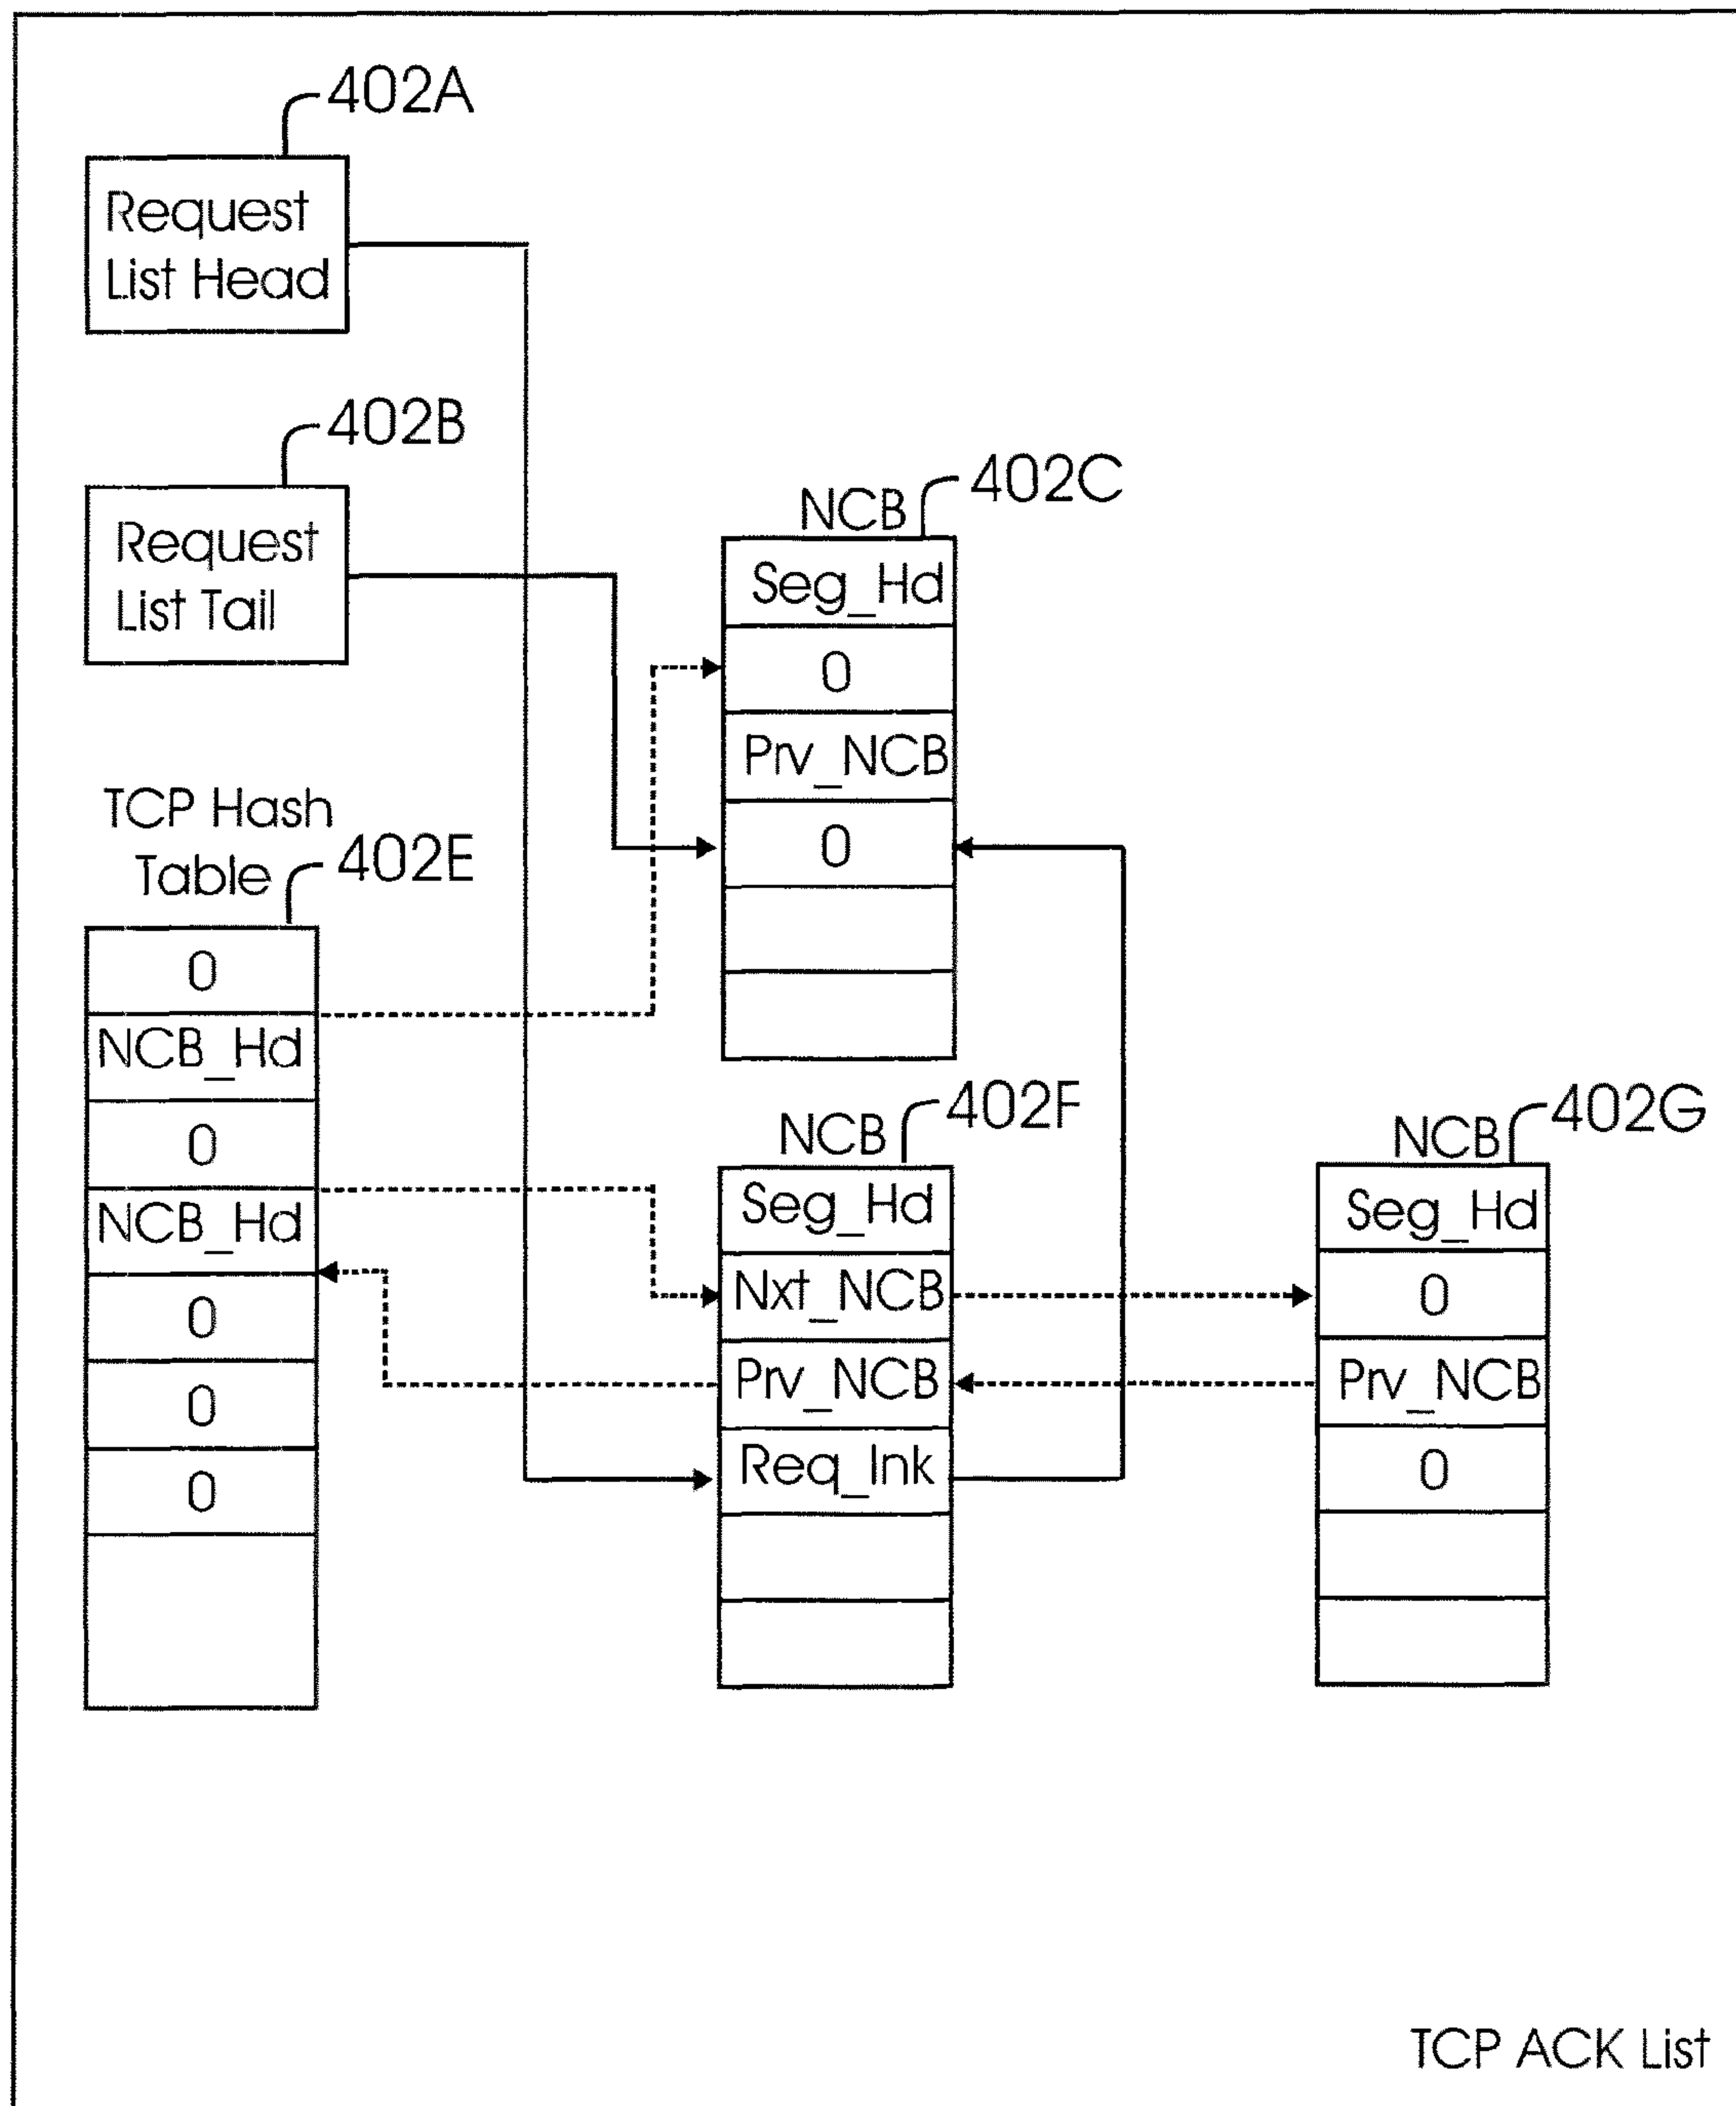 402A
Request
List Head
402B
Request
List Tail
NCB
402C
Seg_Hd
0
Prv_NCB
0
TCP Hash
Table
402E
0
NCB_Hd
0
NCB_Hd
0
0
0
NCB
402F
Seg_Hd
Nxt_NCB
Prv_NCB
Req_lnk
NCB
402G
Seg_Hd
0
Prv_NCB
0
TCP ACK List